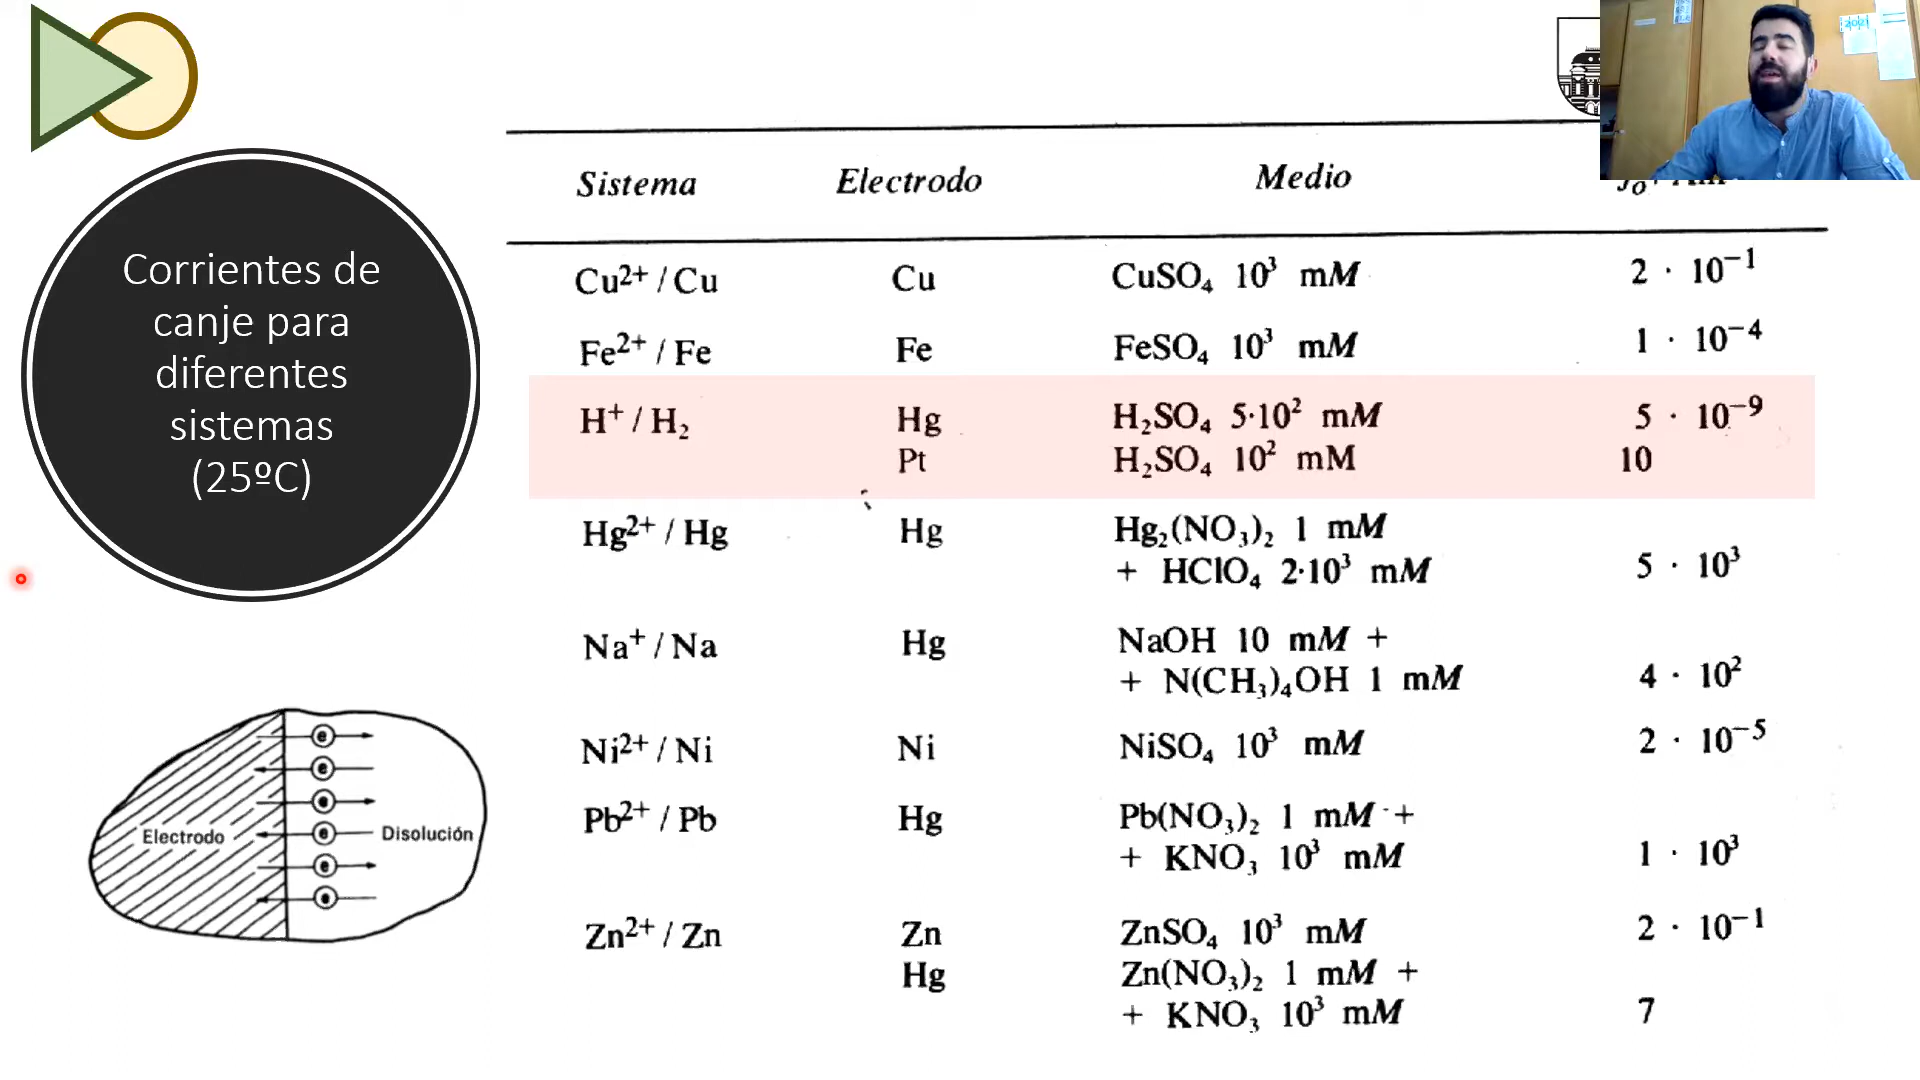 Corrientes de
canje para
diferentes
sistemas
(25ºC)
Sistema Electrodo Medio
Cu²⁺ / Cu Cu CuSO₄ 10³ mM 2 · 10⁻¹
Fe²⁺ / Fe Fe FeSO₄ 10³ mM 1 · 10⁻⁴
H⁺ / H₂ Hg H₂SO₄ 5·10² mM 5 · 10⁻⁹
Pt H₂SO₄ 10² mM 10
Hg²⁺ / Hg Hg Hg₂(NO₃)₂ 1 mM
+ HClO₄ 2·10³ mM 5 · 10³
Na⁺ / Na Hg NaOH 10 mM +
+ N(CH₃)₄OH 1 mM 4 · 10²
Ni²⁺ / Ni Ni NiSO₄ 10³ mM 2 · 10⁻⁵
Pb²⁺ / Pb Hg Pb(NO₃)₂ 1 mM +
+ KNO₃ 10³ mM 1 · 10³
Zn²⁺ / Zn Zn ZnSO₄ 10³ mM 2 · 10⁻¹
Hg Zn(NO₃)₂ 1 mM +
+ KNO₃ 10³ mM 7
e
e
e
Electrodo e Disolución
e
e
2021